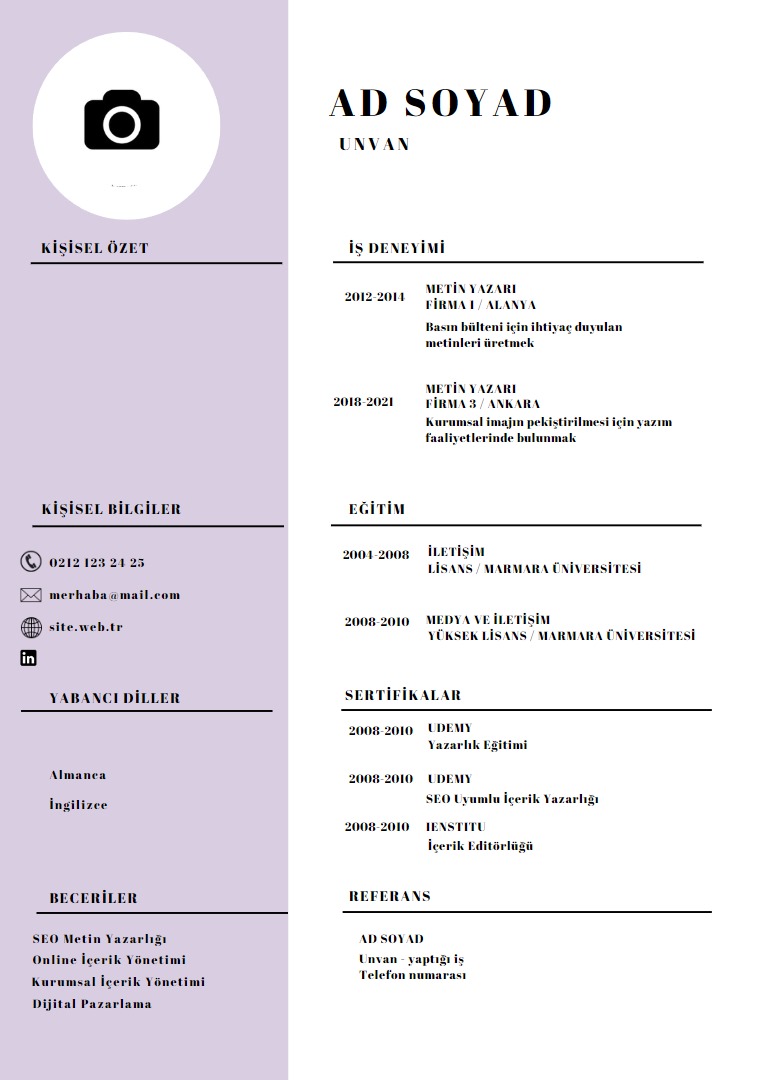 AD SOYAD
UNVAN
KİŞİSEL ÖZET
KİŞİSEL BİLGİLER
0212 123 24 25
merhaba@mail.com
site.web.tr
in
YABANCI DİLLER
Almanca
İngilizce
BECERİLER
SEO Metin Yazarlığı
Online İçerik Yönetimi
Kurumsal İçerik Yönetimi
Dijital Pazarlama
İŞ DENEYİMİ
2012-2014
METİN YAZARI
FİRMA 1 / ALANYA
Basın bülteni için ihtiyaç duyulan
metinleri üretmek
2018-2021
METİN YAZARI
FİRMA 3 / ANKARA
Kurumsal imajın pekiştirilmesi için yazım
faaliyetlerinde bulunmak
EĞİTİM
2004-2008
İLETİŞİM
LİSANS / MARMARA ÜNİVERSİTESİ
2008-2010
MEDYA VE İLETİŞİM
YÜKSEK LİSANS / MARMARA ÜNİVERSİTESİ
SERTİFİKALAR
2008-2010 UDEMY
Yazarlık Eğitimi
2008-2010 UDEMY
SEO Uyumlu İçerik Yazarlığı
2008-2010 IENSTITU
İçerik Editörlüğü
REFERANS
AD SOYAD
Unvan - yaptığı iş
Telefon numarası